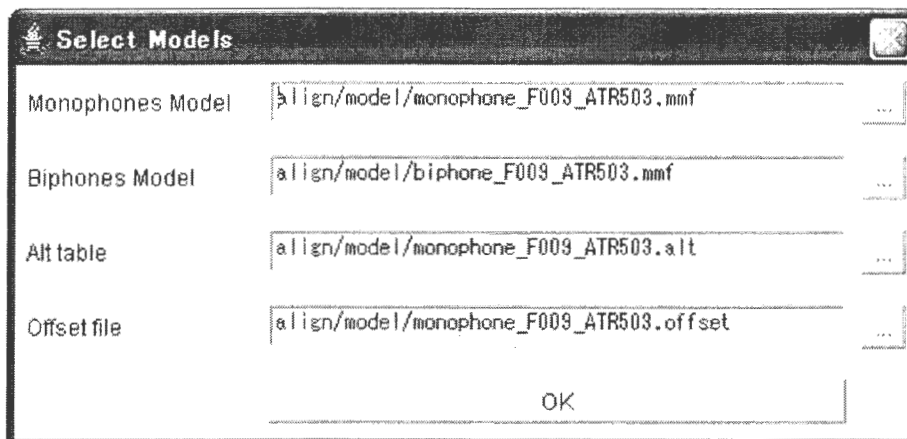 Select Models
Monophones Model align/model/monophone_F009_ATR503.mmf ...
Biphones Model align/model/biphone_F009_ATR503.mmf ...
Alt table align/model/monophone_F009_ATR503.alt ...
Offset file align/model/monophone_F009_ATR503.offset ...
OK